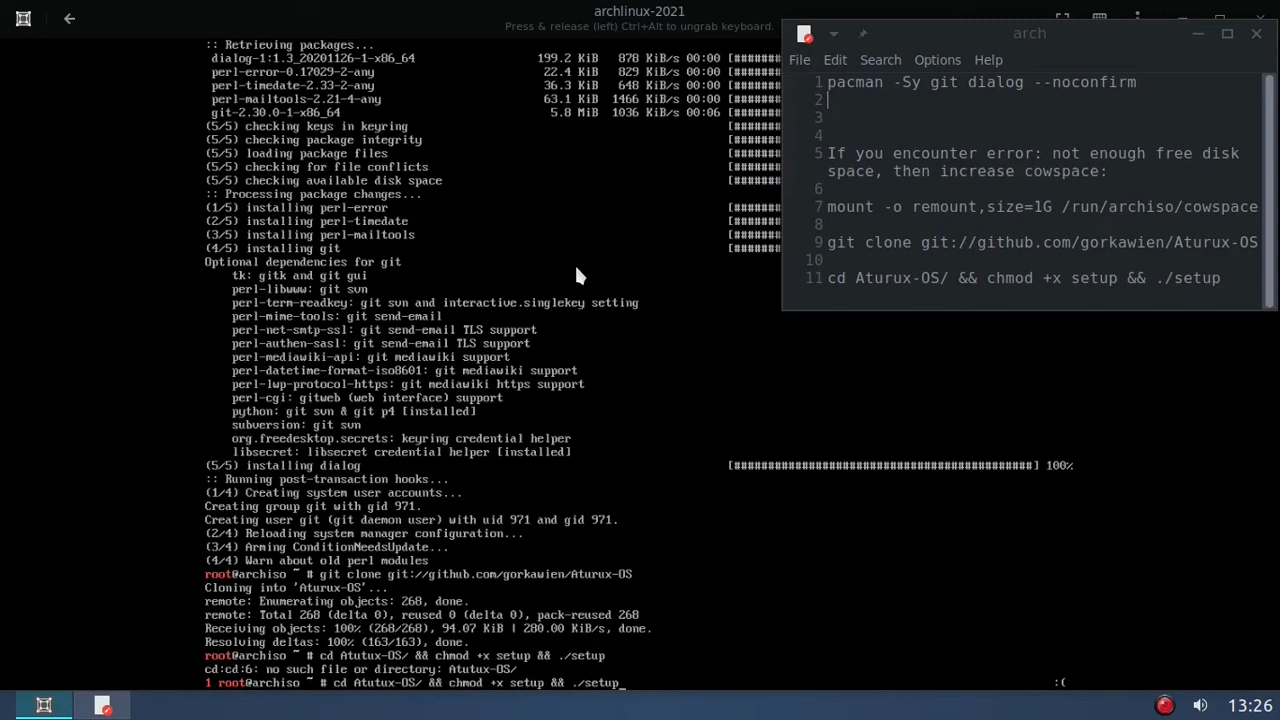 archlinux-2021
Press & release (left) Ctrl+Alt to ungrab keyboard.
:: Retrieving packages...
dialog-1:1.3_20201126-1-x86_64 199.2 KiB 878 KiB/s 00:00 [#######
perl-error-0.17029-2-any 22.4 KiB 829 KiB/s 00:00 [#######
perl-timedate-2.33-2-any 36.3 KiB 648 KiB/s 00:00 [#######
perl-mailtools-2.21-4-any 63.1 KiB 1466 KiB/s 00:00 [#######
git-2.30.0-1-x86_64 5.8 MiB 1036 KiB/s 00:06 [#######
(5/5) checking keys in keyring [#######
(5/5) checking package integrity [#######
(5/5) loading package files [#######
(5/5) checking for file conflicts [#######
(5/5) checking available disk space [#######
:: Processing package changes...
(1/5) installing perl-error [#######
(2/5) installing perl-timedate [#######
(3/5) installing perl-mailtools [#######
(4/5) installing git [#######
Optional dependencies for git
tk: gitk and git gui
perl-libwww: git svn
perl-term-readkey: git svn and interactive.singlekey setting
perl-mime-tools: git send-email
perl-net-smtp-ssl: git send-email TLS support
perl-authen-sasl: git send-email TLS support
perl-mediawiki-api: git mediawiki support
perl-datetime-format-iso8601: git mediawiki support
perl-lwp-protocol-https: git mediawiki https support
perl-cgi: gitweb (web interface) support
python: git svn & git p4 [installed]
subversion: git svn
org.freedesktop.secrets: keyring credential helper
libsecret: libsecret credential helper [installed]
(5/5) installing dialog [############################################] 100%
:: Running post-transaction hooks...
(1/4) Creating system user accounts...
Creating group git with gid 971.
Creating user git (git daemon user) with uid 971 and gid 971.
(2/4) Reloading system manager configuration...
(3/4) Arming ConditionNeedsUpdate...
(4/4) Warn about old perl modules
root@archiso ~ # git clone git://github.com/gorkawien/Aturux-OS
Cloning into 'Aturux-OS'...
remote: Enumerating objects: 268, done.
remote: Total 268 (delta 0), reused 0 (delta 0), pack-reused 268
Receiving objects: 100% (268/268), 94.07 KiB | 280.00 KiB/s, done.
Resolving deltas: 100% (163/163), done.
root@archiso ~ # cd Atutux-OS/ && chmod +x setup && ./setup
cd:cd:6: no such file or directory: Atutux-OS/
1 root@archiso ~ # cd Atutux-OS/ && chmod +x setup && ./setup_ :(
arch
File Edit Search Options Help
1 pacman -Sy git dialog --noconfirm
2
3
4
5 If you encounter error: not enough free disk
space, then increase cowspace:
6
7 mount -o remount,size=1G /run/archiso/cowspace
8
9 git clone git://github.com/gorkawien/Aturux-OS
10
11 cd Aturux-OS/ && chmod +x setup && ./setup
13:26